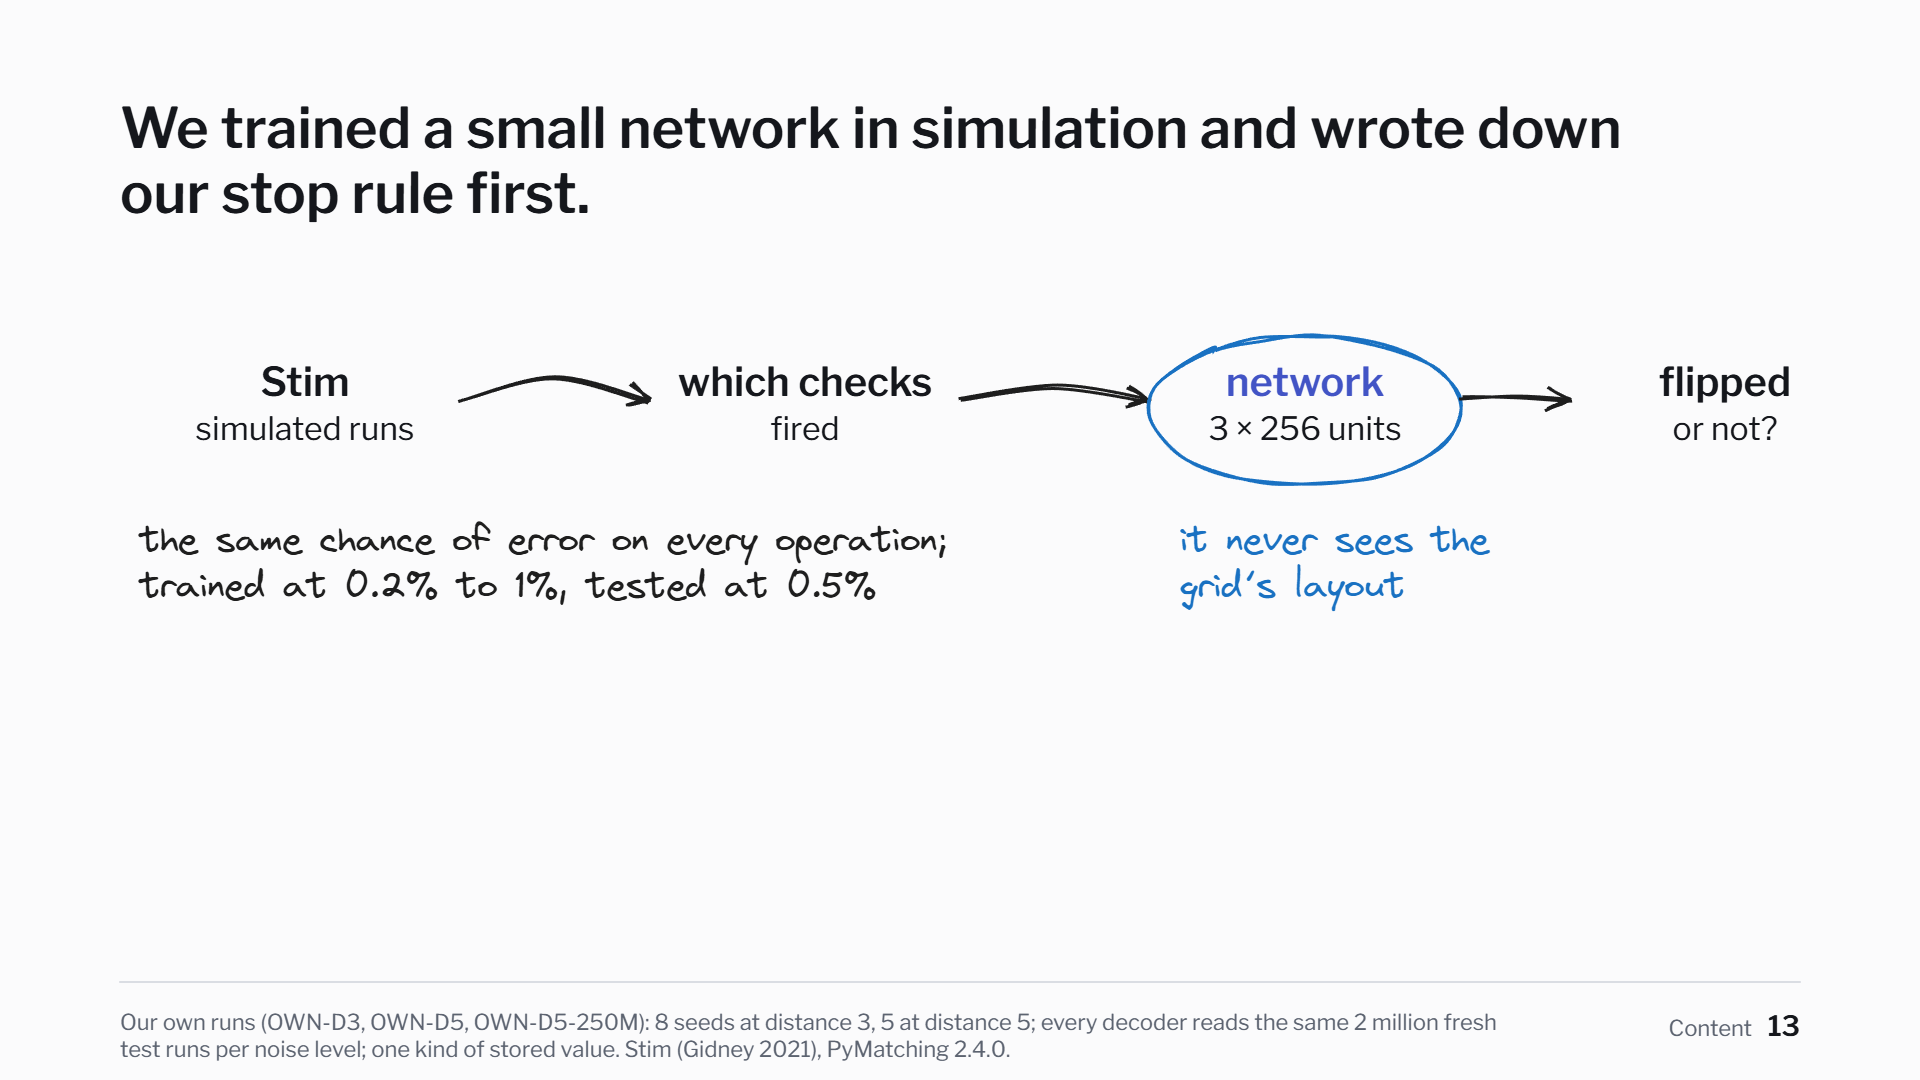 We trained a small network in simulation and wrote down
our stop rule first.
Stim
simulated runs
which checks
fired
network
3 × 256 units
flipped
or not?
the same chance of error on every operation;
trained at 0.2% to 1%, tested at 0.5%
it never sees the
grid's layout
Our own runs (OWN-D3, OWN-D5, OWN-D5-250M): 8 seeds at distance 3, 5 at distance 5; every decoder reads the same 2 million fresh
test runs per noise level; one kind of stored value. Stim (Gidney 2021), PyMatching 2.4.0.
Content 13